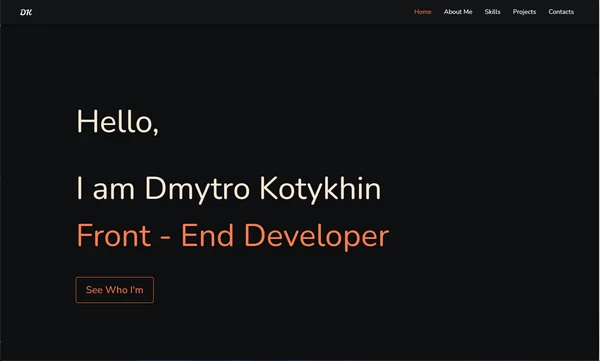 DK
Home About Me Skills Projects Contacts
Hello,
I am Dmytro Kotykhin
Front - End Developer
See Who I'm